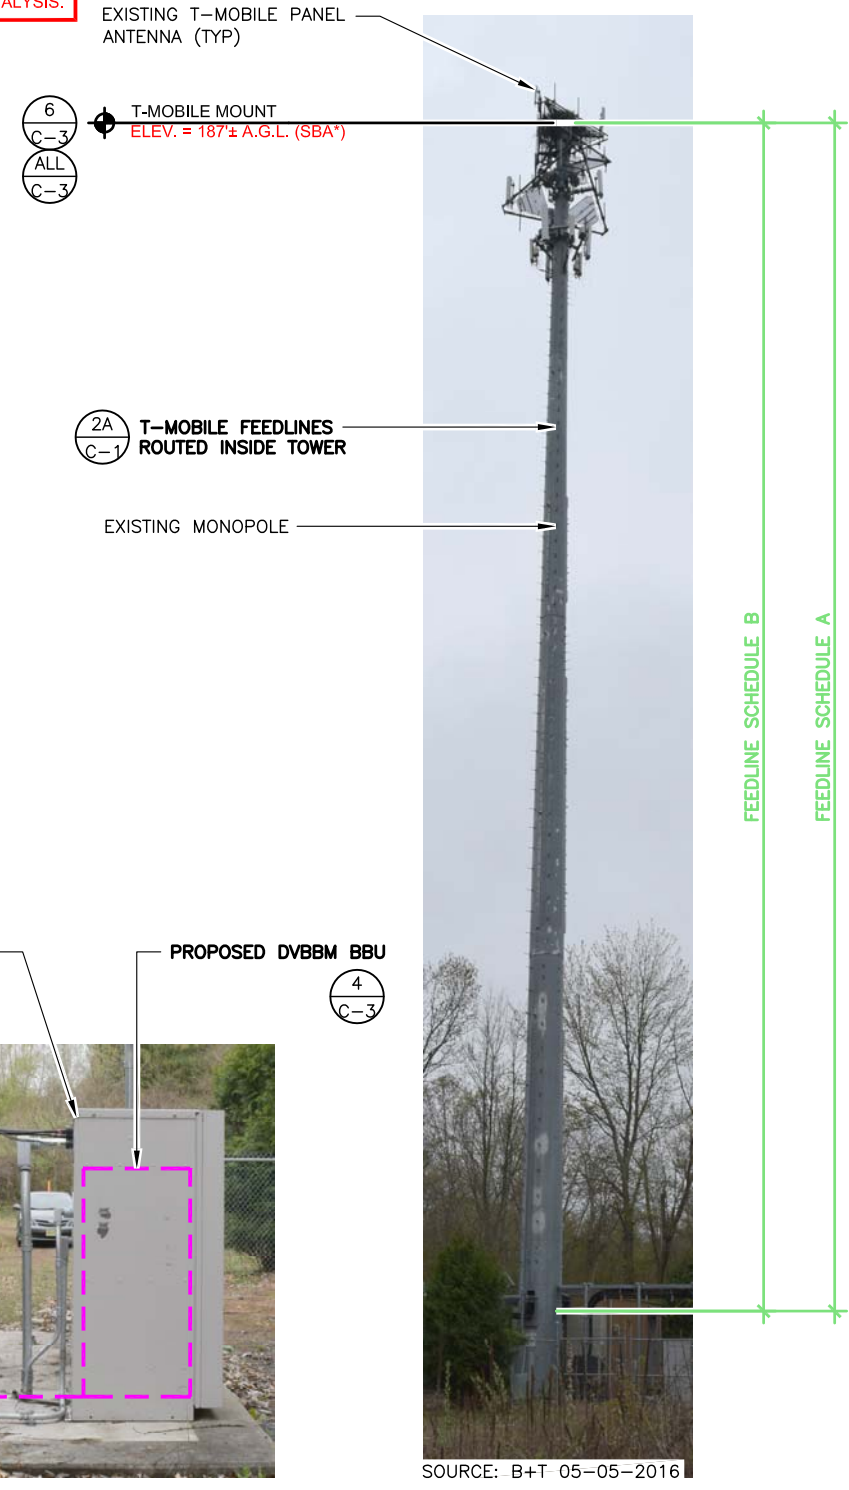 ALYSIS.
EXISTING T-MOBILE PANEL
ANTENNA (TYP)
6
C-3
T-MOBILE MOUNT
ELEV. = 187'± A.G.L. (SBA*)
ALL
C-3
2A
C-1
T-MOBILE FEEDLINES
ROUTED INSIDE TOWER
EXISTING MONOPOLE
FEEDLINE SCHEDULE B
FEEDLINE SCHEDULE A
PROPOSED DVBBM BBU
4
C-3
SOURCE: B+T 05-05-2016